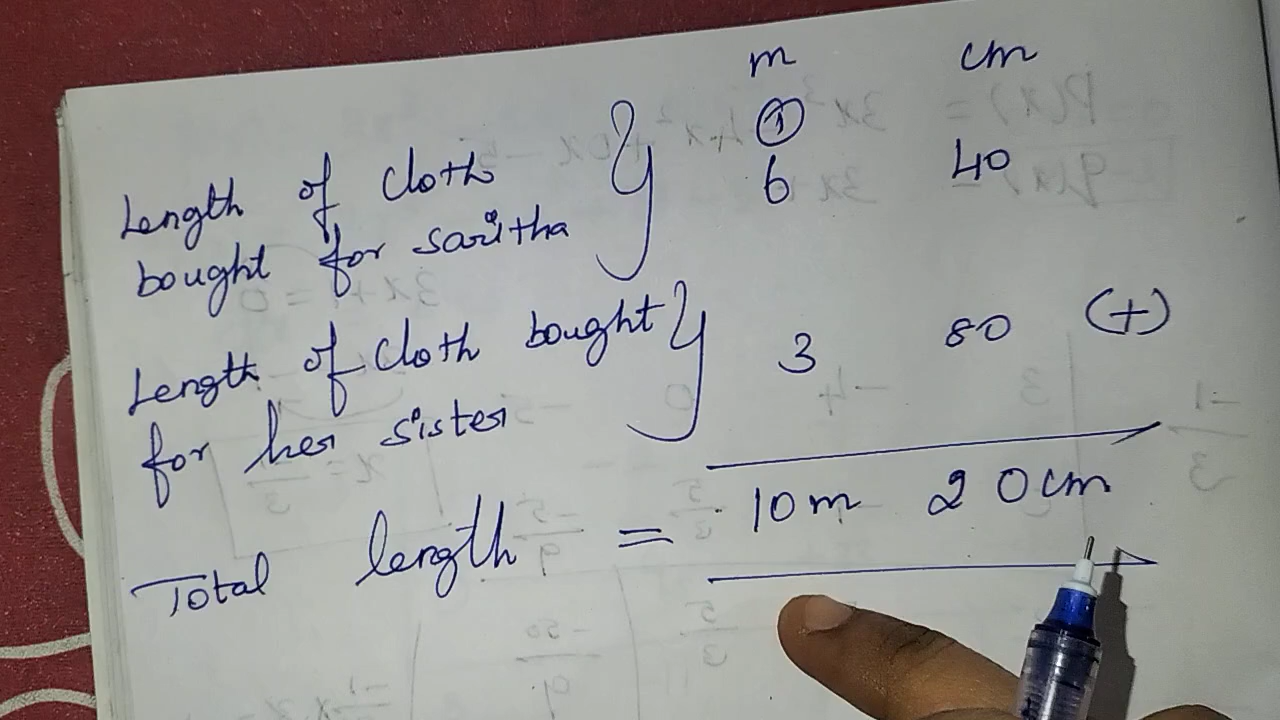 m cm
1
Length of cloth 6 40
bought for saritha
Length of cloth bought 3 80 (+)
for her sister
Total length = 10m 20cm